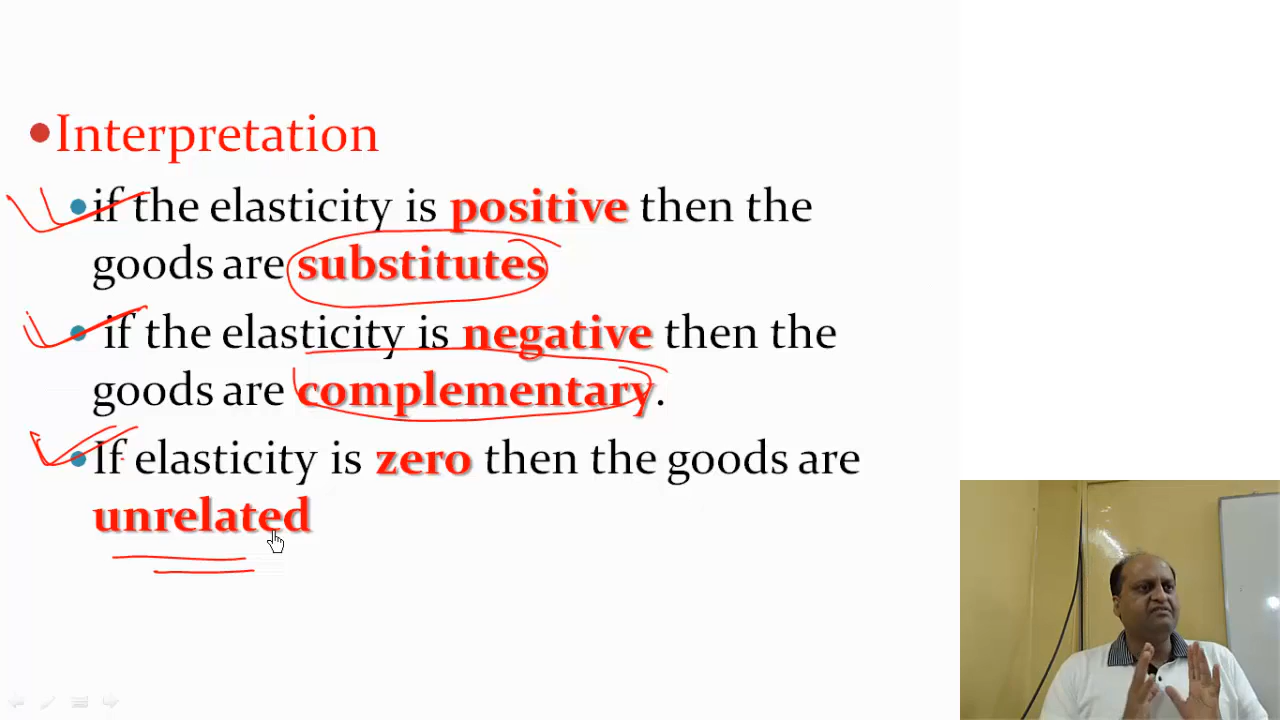 •Interpretation
•if the elasticity is positive then the
goods are substitutes
• if the elasticity is negative then the
goods are complementary.
•If elasticity is zero then the goods are
unrelated